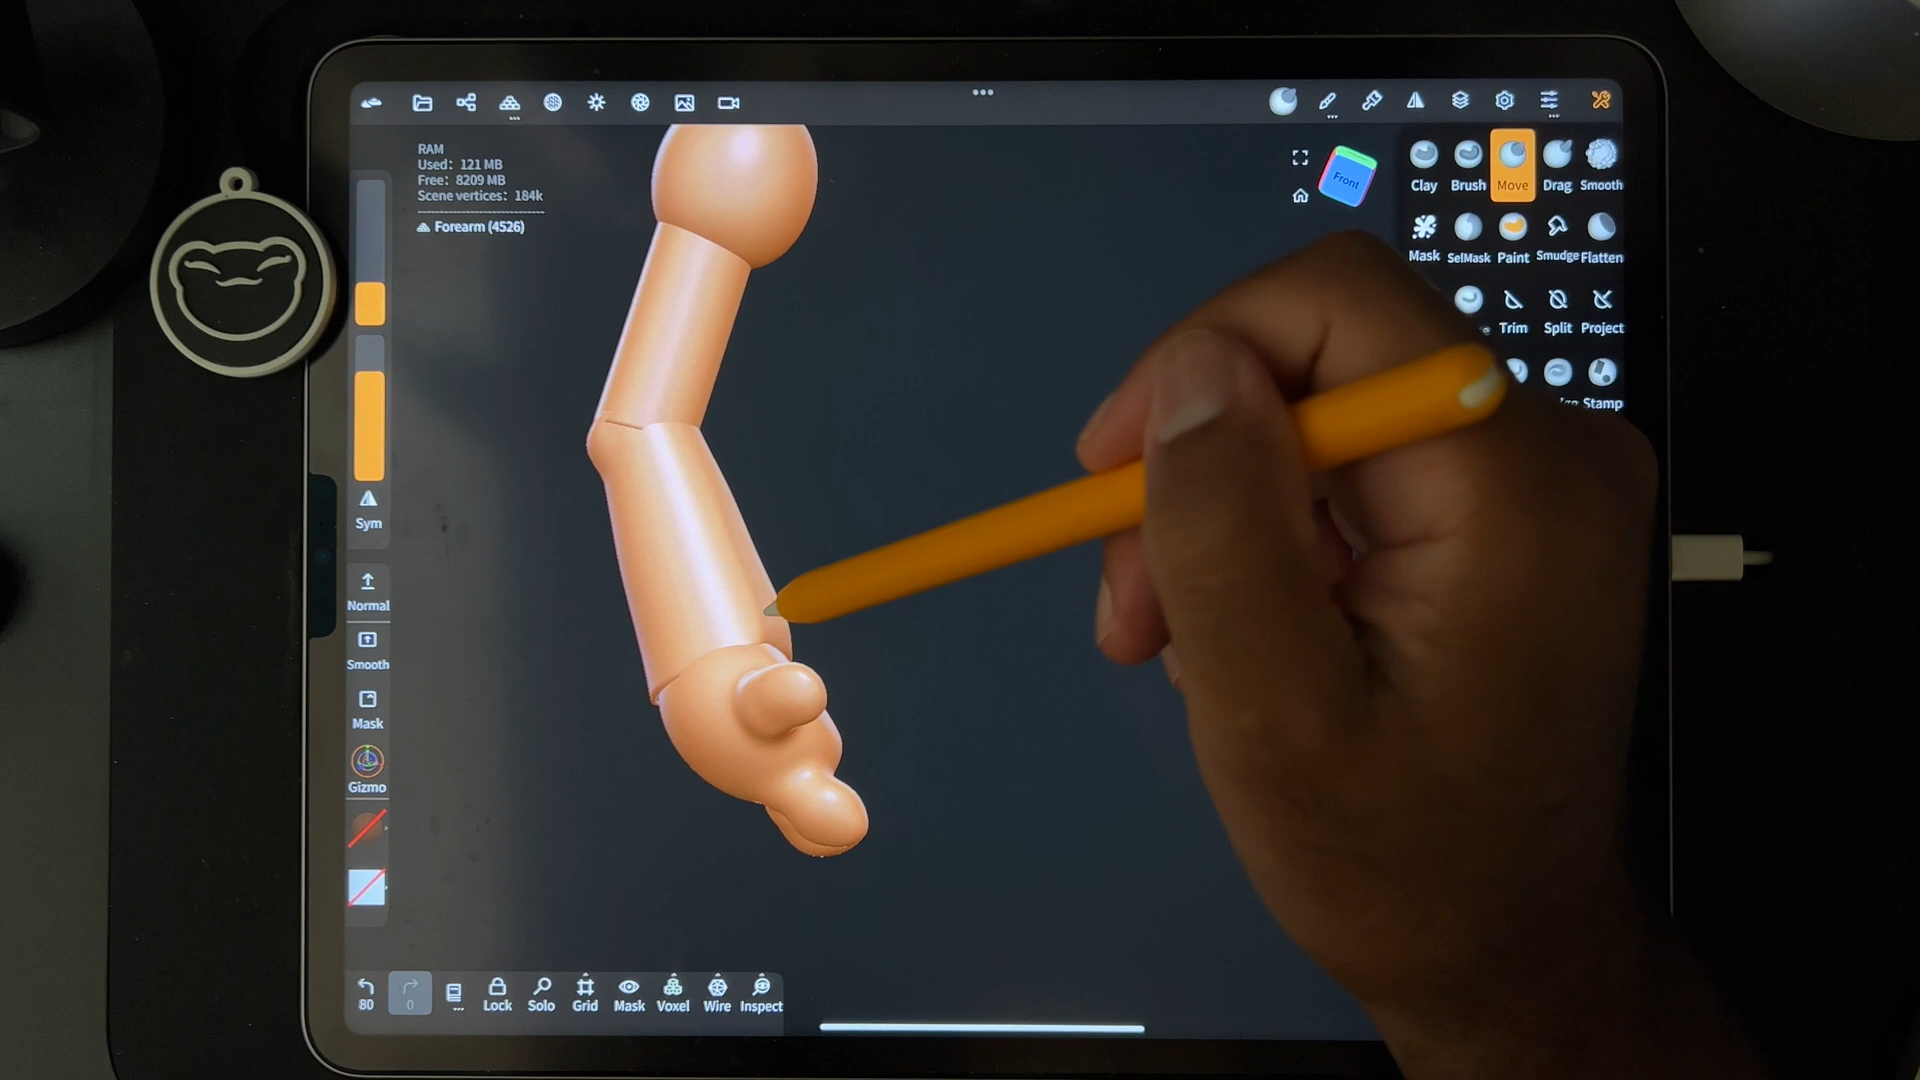 RAM
Used: 121 MB
Free: 8209 MB
Scene vertices: 184k
Forearm (4526)
Front
Clay Brush Move Drag Smooth
Mask SelMask Paint Smudge Flatten
Trim Split Project
Stamp
Sym
Normal
Smooth
Mask
Gizmo
80 0 Lock Solo Grid Mask Voxel Wire Inspect